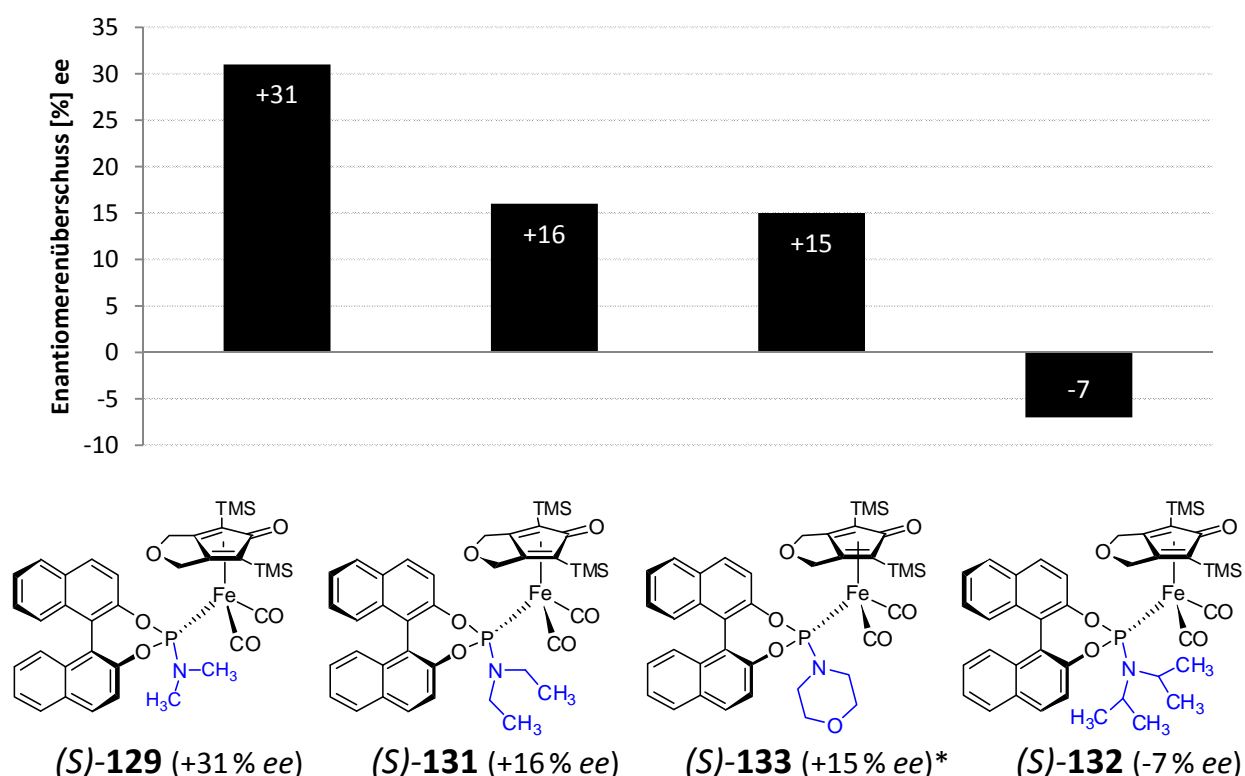 Enantiomerenüberschuss [%] ee
35
30
25
20
15
10
5
0
-5
-10
+31
+16
+15
-7
TMS
O
O
TMS
Fe
CO
CO
O
P
O
N
CH₃
H₃C
TMS
O
O
TMS
Fe
CO
CO
O
P
O
N
CH₃
CH₃
TMS
O
O
TMS
Fe
CO
CO
O
P
O
N
O
TMS
O
O
TMS
Fe
CO
CO
O
P
O
N
CH₃
CH₃
H₃C
CH₃
(S)-129 (+31% ee)
(S)-131 (+16% ee)
(S)-133 (+15% ee)*
(S)-132 (-7% ee)